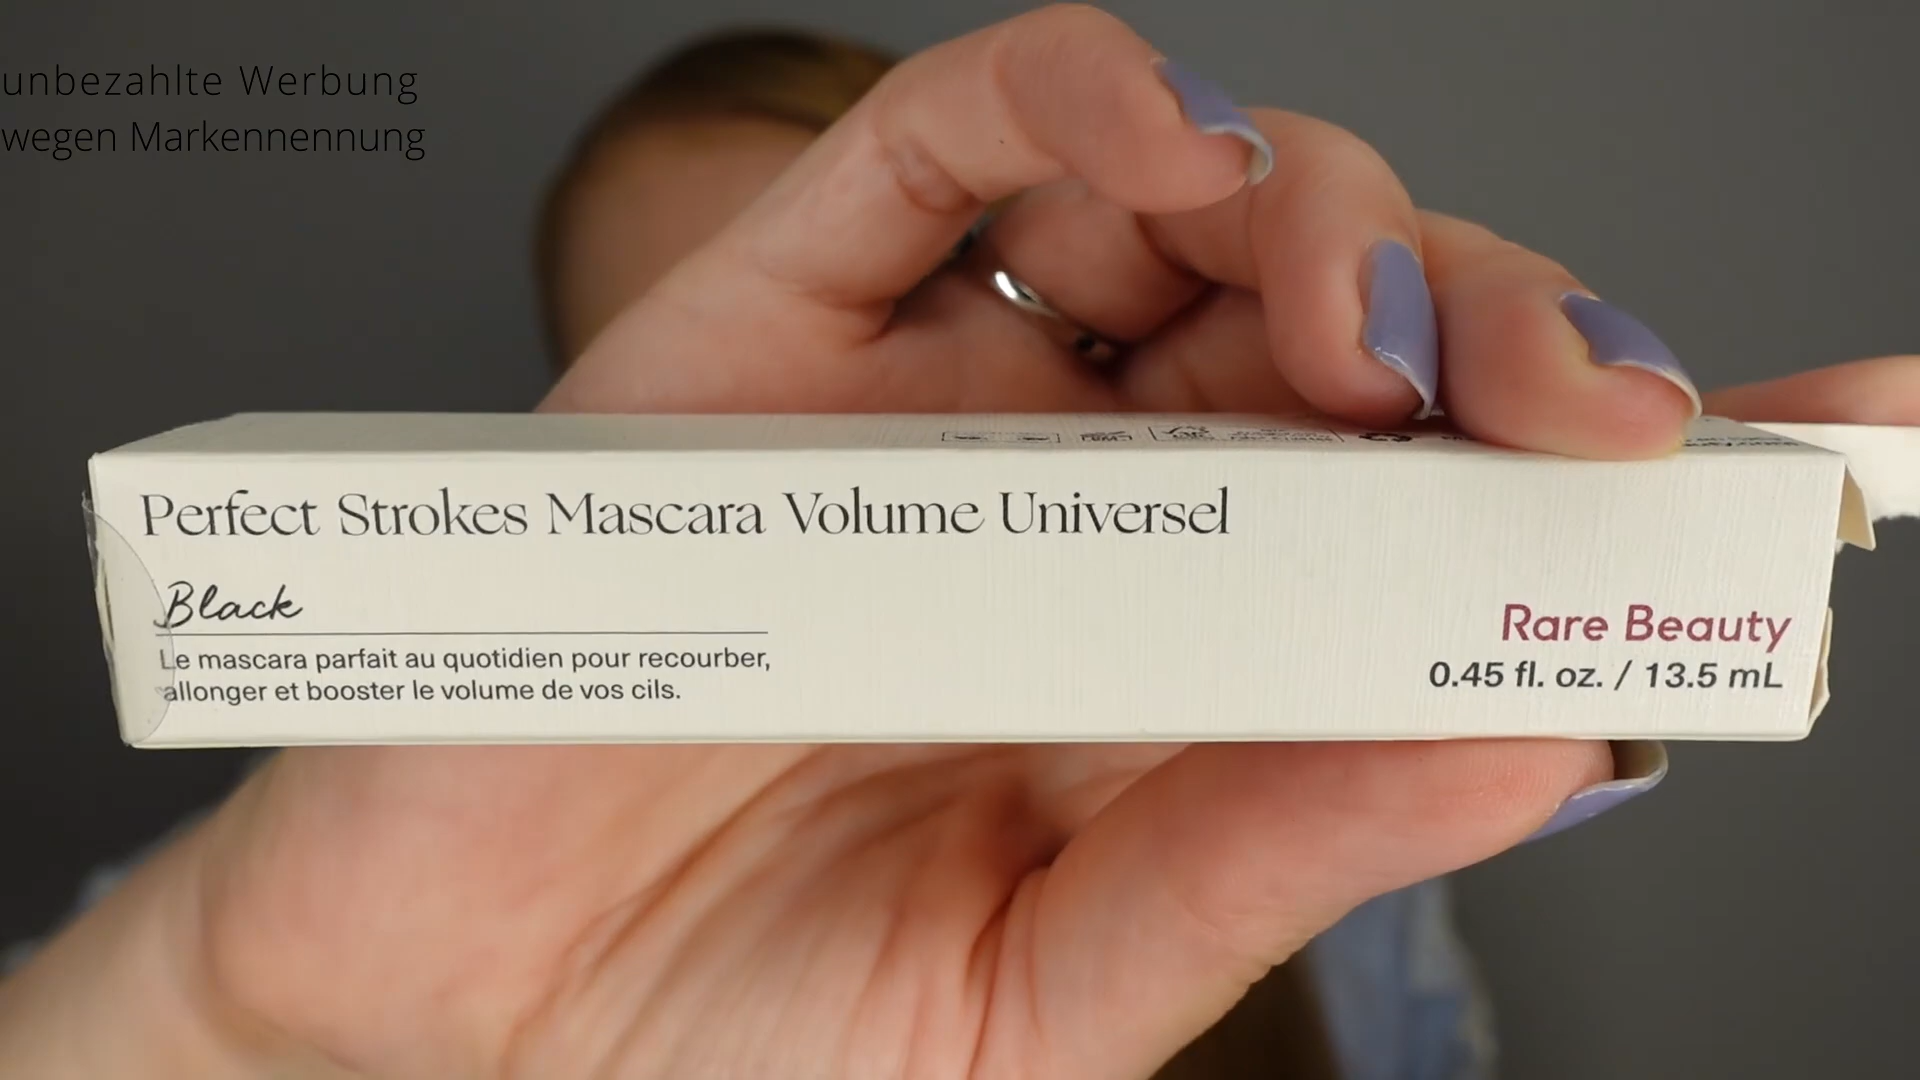 unbezahlte Werbung
wegen Markennennung
Perfect Strokes Mascara Volume Universel
Black
Le mascara parfait au quotidien pour recourber,
allonger et booster le volume de vos cils.
Rare Beauty
0.45 fl. oz. / 13.5 mL